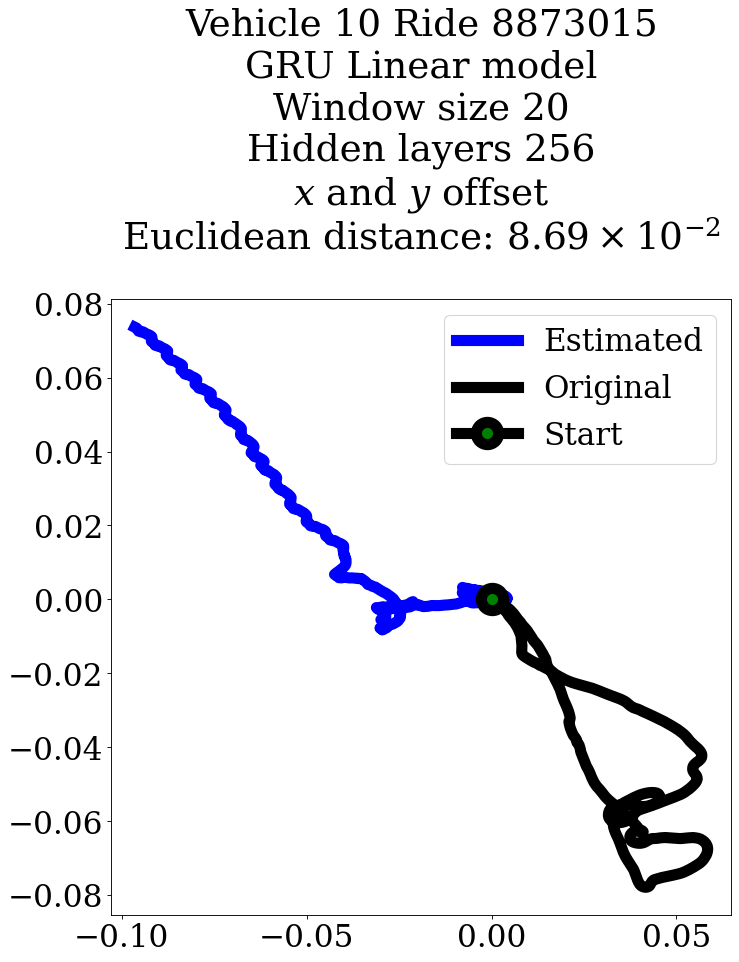 Vehicle 10 Ride 8873015
GRU Linear model
Window size 20
Hidden layers 256
x and y offset
Euclidean distance: 8.69 × 10⁻²
Estimated
Original
Start
0.08
0.06
0.04
0.02
0.00
−0.02
−0.04
−0.06
−0.08
−0.10 −0.05 0.00 0.05